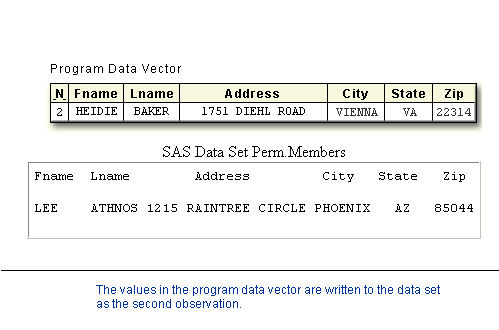 Program Data Vector
_N_ Fname Lname Address City State Zip
2 HEIDIE BAKER 1751 DIEHL ROAD VIENNA VA 22314
SAS Data Set Perm.Members
Fname Lname Address City State Zip
LEE ATHNOS 1215 RAINTREE CIRCLE PHOENIX AZ 85044
The values in the program data vector are written to the data set
as the second observation.